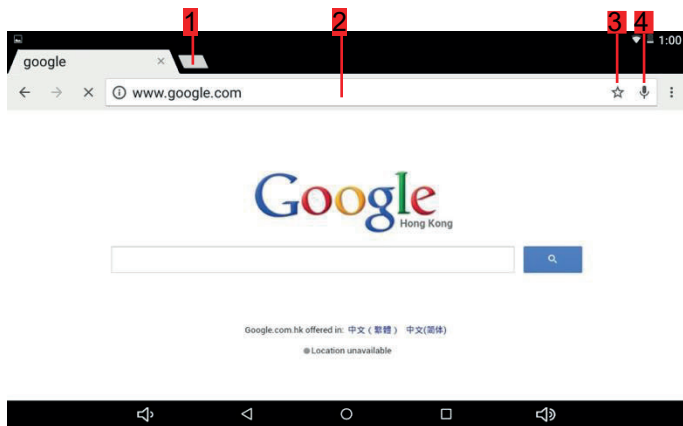 1 2 3 4
1:00
google
www.google.com
Google
Hong Kong
Google.com.hk offered in: 中文 ( 繁體 ) 中文(简体)
Location unavailable